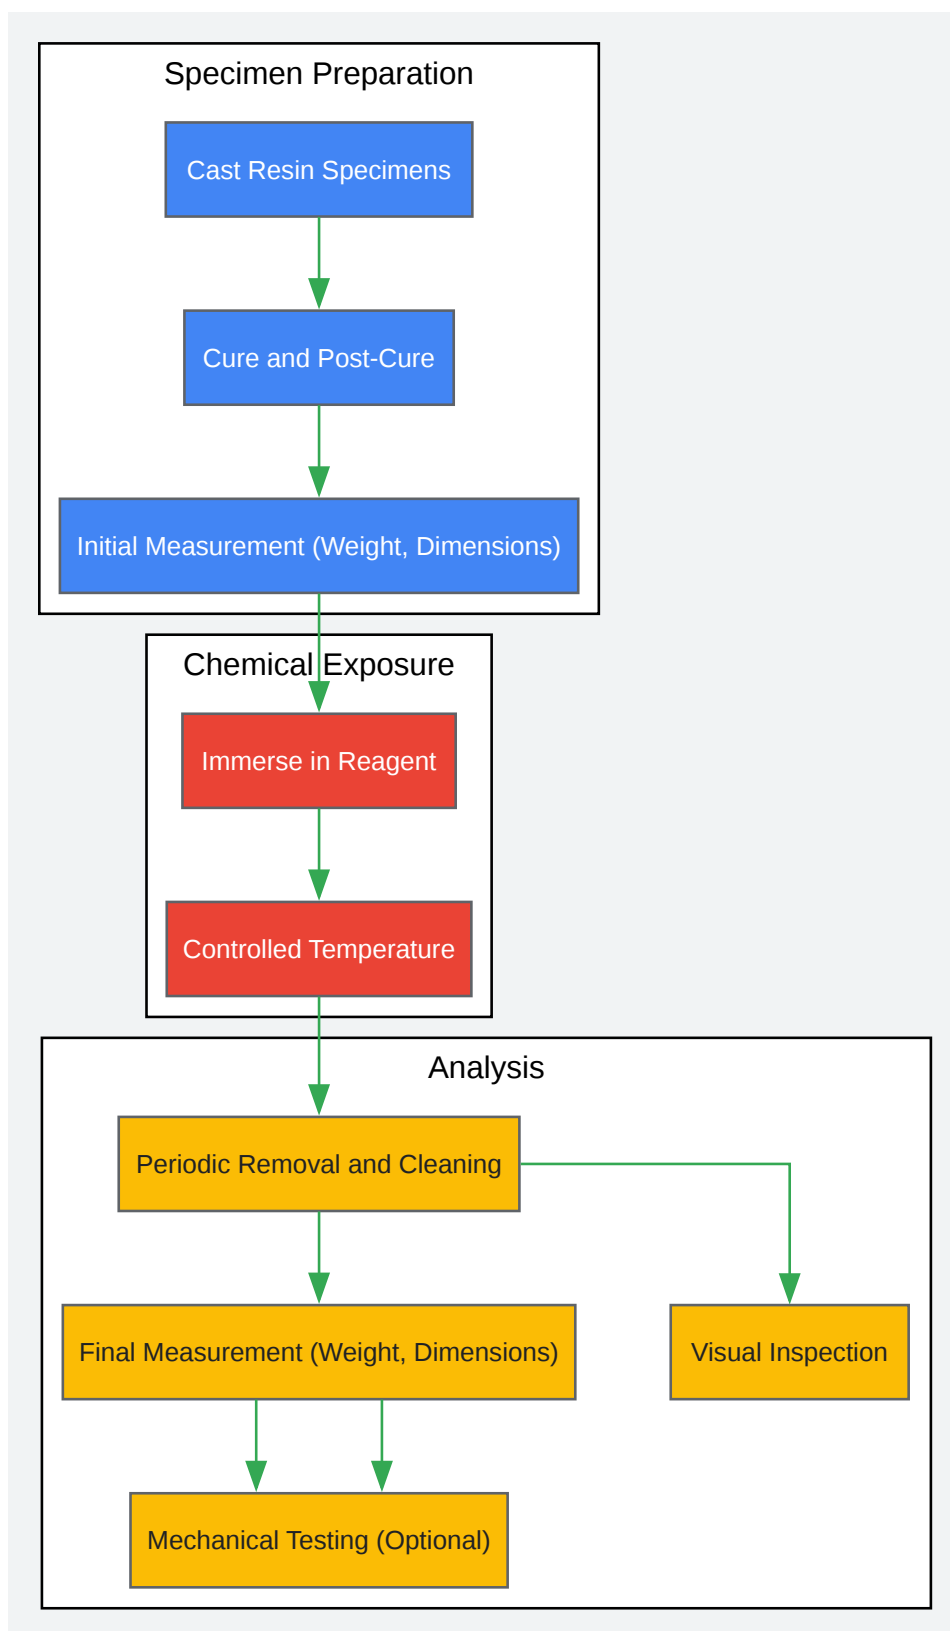 Specimen Preparation
Cast Resin Specimens
Cure and Post-Cure
Initial Measurement (Weight, Dimensions)
Chemical Exposure
Immerse in Reagent
Controlled Temperature
Analysis
Periodic Removal and Cleaning
Final Measurement (Weight, Dimensions)
Visual Inspection
Mechanical Testing (Optional)